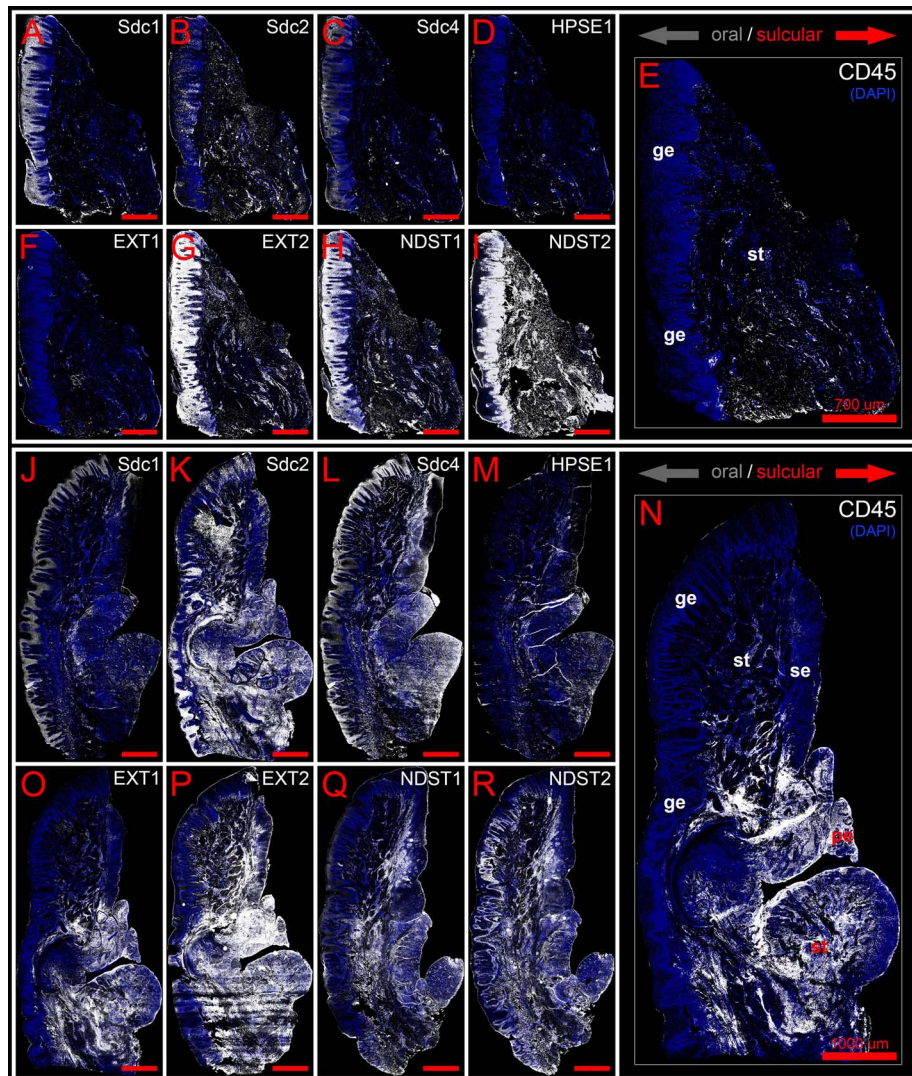 A Sdc1
B Sdc2
C Sdc4
D HPSE1
oral / sulcular
E CD45
(DAPI)
ge
st
ge
700 um
F EXT1
G EXT2
H NDST1
I NDST2
J Sdc1
K Sdc2
L Sdc4
M HPSE1
oral / sulcular
N CD45
(DAPI)
ge
st
se
ge
pe
st
1000 um
O EXT1
P EXT2
Q NDST1
R NDST2